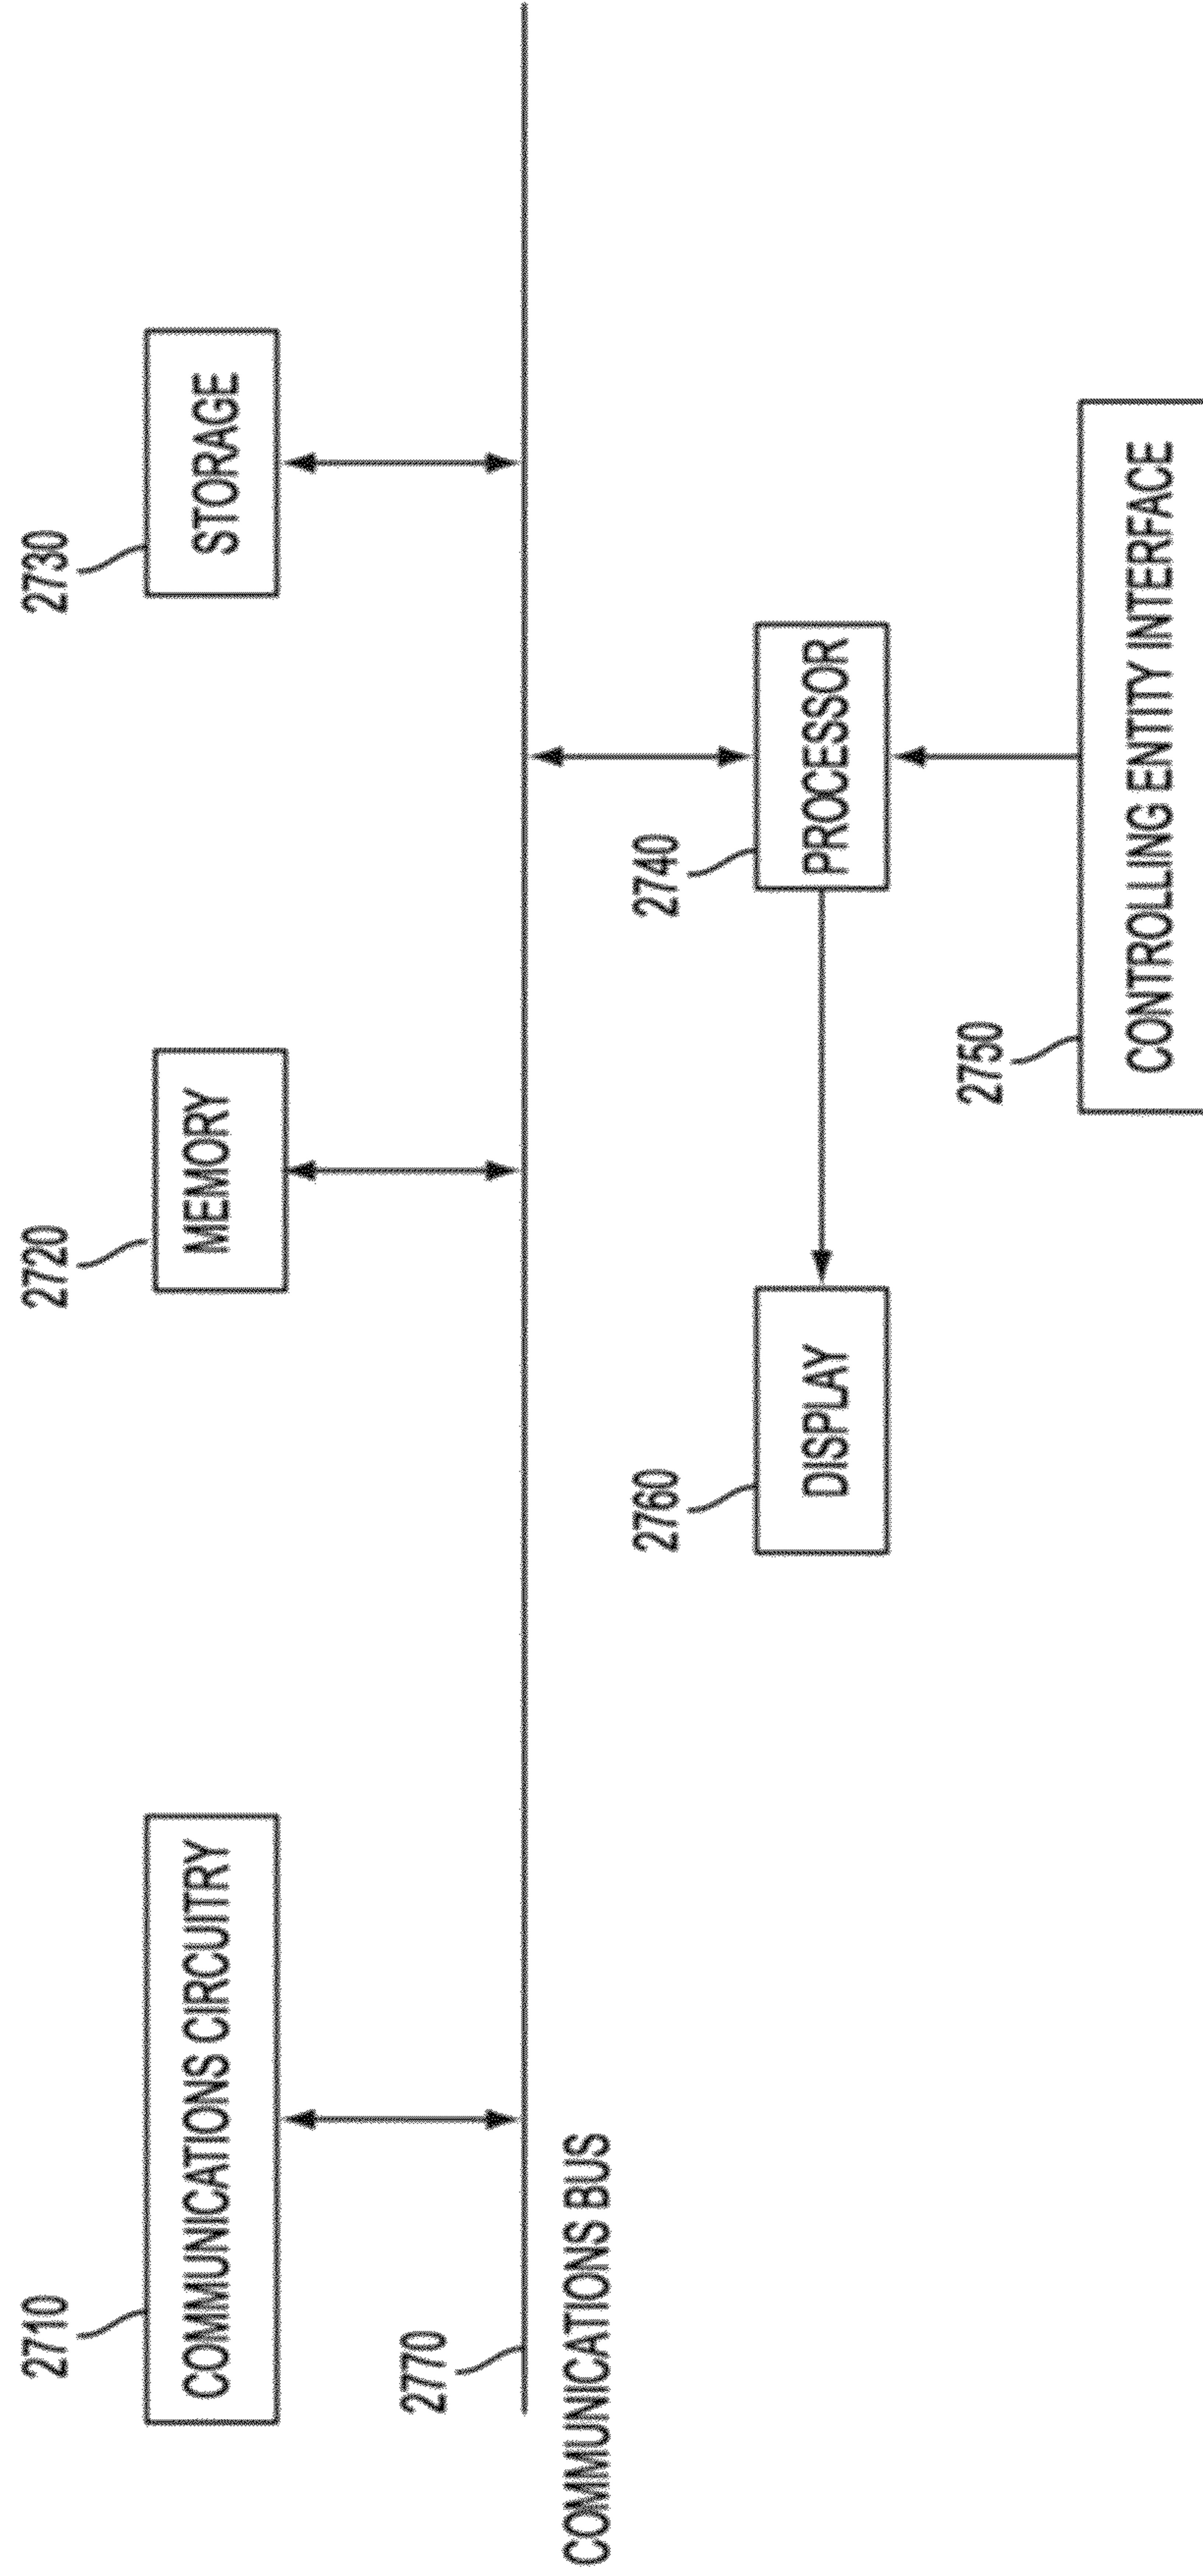 2710
COMMUNICATIONS CIRCUITRY
2720
MEMORY
2730
STORAGE
2770
COMMUNICATIONS BUS
2760
DISPLAY
2740
PROCESSOR
2750
CONTROLLING ENTITY INTERFACE